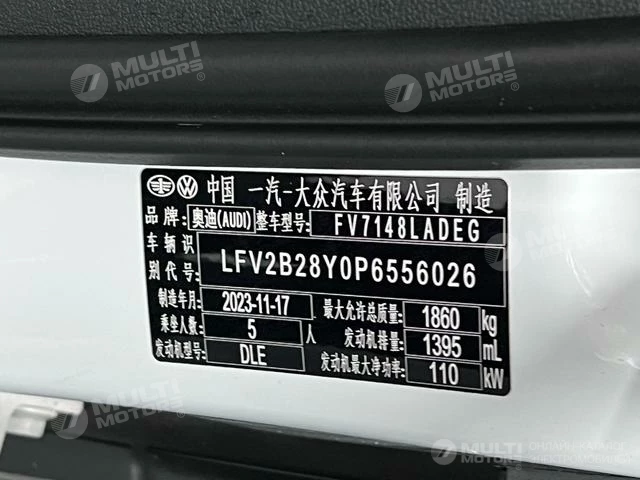 MULTI MOTORS
MULTI MOTORS
中国 一汽-大众汽车有限公司 制造
品牌: 奥迪(AUDI) 整车型号: FV7148LADEG
车辆识别代号: LFV2B28Y0P6556026
制造年月: 2023-11-17 最大允许总质量: 1860 kg
乘坐人数: 5 人 发动机排量: 1395 mL
发动机型号: DLE 发动机最大净功率: 110 kW
MULTI MOTORS
MULTI MOTORS